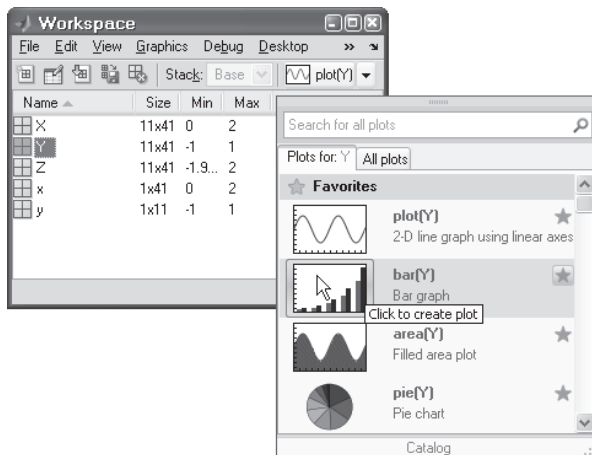 Workspace
File Edit View Graphics Debug Desktop »
Stack: Base plot(Y)
Name Size Min Max
X 11x41 0 2
Y 11x41 -1 1
Z 11x41 -1.9... 2
x 1x41 0 2
y 1x11 -1 1
Search for all plots
Plots for: Y All plots
Favorites
plot(Y)
2-D line graph using linear axes
bar(Y)
Bar graph
Click to create plot
area(Y)
Filled area plot
pie(Y)
Pie chart
Catalog